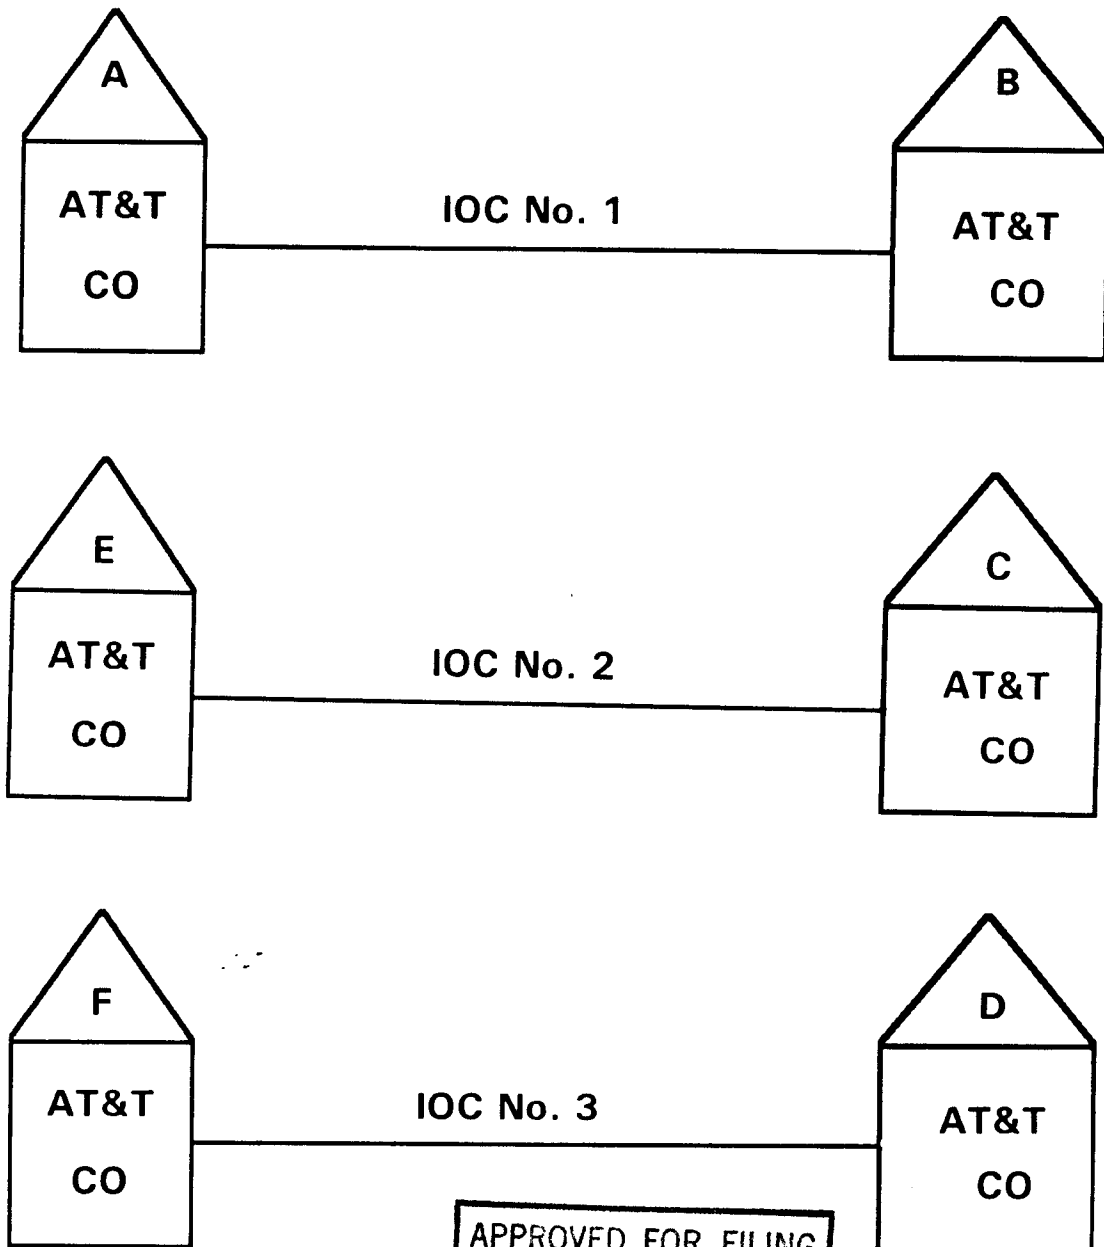 A
B
AT&T
CO
IOC No. 1
AT&T
CO
E
C
AT&T
CO
IOC No. 2
AT&T
CO
F
D
AT&T
CO
IOC No. 3
AT&T
CO
APPROVED FOR FILING